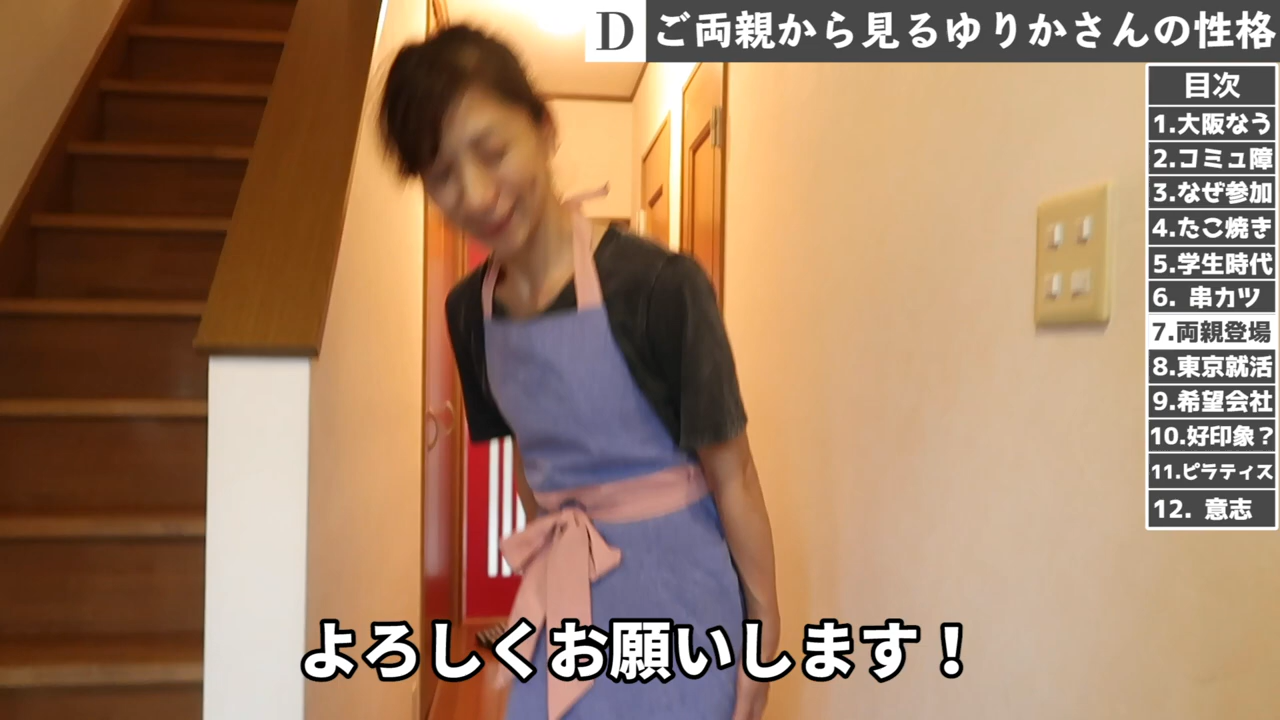 D ご両親から見るゆりかさんの性格
目次
1.大阪なう
2.コミュ障
3.なぜ参加
4.たこ焼き
5.学生時代
6. 串カツ
7.両親登場
8.東京就活
9.希望会社
10.好印象？
11.ピラティス
12. 意志
よろしくお願いします！